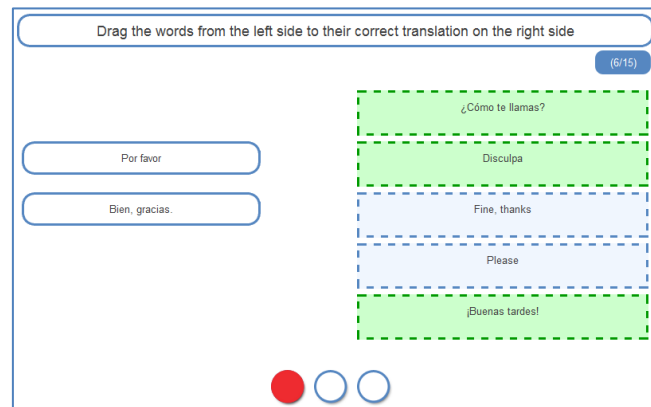 Drag the words from the left side to their correct translation on the right side
(6/15)
¿Cómo te llamas?
Por favor
Disculpa
Bien, gracias.
Fine, thanks
Please
¡Buenas tardes!